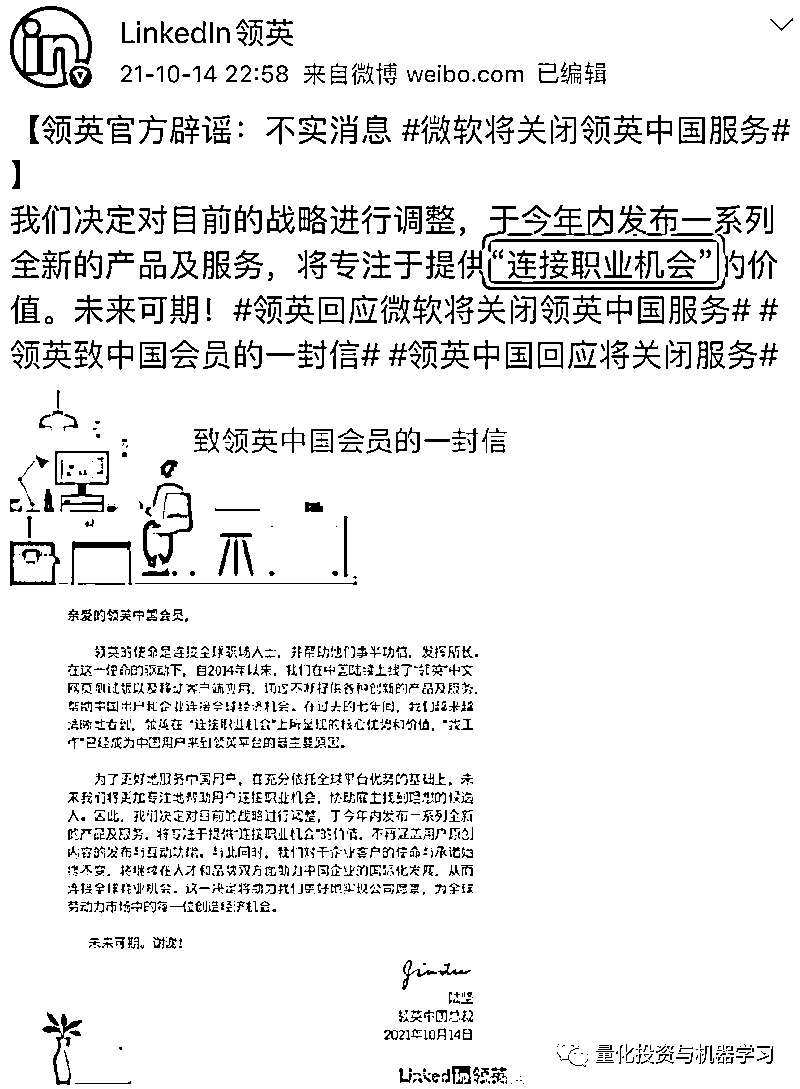 LinkedIn领英
21-10-14 22:58 来自微博 weibo.com 已编辑
【领英官方辟谣：不实消息 #微软将关闭领英中国服务#
】
我们决定对目前的战略进行调整，于今年内发布一系列
全新的产品及服务，将专注于提供“连接职业机会”的价
值。未来可期！#领英回应微软将关闭领英中国服务# #
领英致中国会员的一封信# #领英中国回应将关闭服务#
致领英中国会员的一封信
亲爱的领英中国会员，
领英的使命是连接全球职场人士，并帮助他们事半功倍，发挥所长。
在这一使命的驱动下，自2014年以来，我们在中国陆续上线了“领英”中文
网页测试版以及移动客户端应用，通过不断提供各种创新的产品及服务，
帮助中国用户和企业连接全球经济机会。在过去的七年间，我们越来越
清晰地看到，领英在“连接职业机会”上所呈现的核心优势和价值，“找工
作”已经成为中国用户来到领英平台的最主要原因。
为了更好地服务中国用户，在充分依托全球平台优势的基础上，未
来我们将更加专注地帮助用户连接职业机会，协助雇主找到理想的候选
人。因此，我们决定对目前的战略进行调整，于今年内发布一系列全新
的产品及服务，将专注于提供“连接职业机会”的价值，不再涵盖用户原创
内容的发布与互动功能。与此同时，我们对于企业客户的使命与承诺始
终不变，将继续在人才和品牌双方面助力中国企业的国际化发展，从而
连接全球商业机会。这一决定将助力我们更好地实现公司愿景，为全球
劳动力市场中的每一位创造经济机会。
未来可期。谢谢！
陆坚
领英中国总裁
2021年10月14日
Linked in 领英
量化投资与机器学习